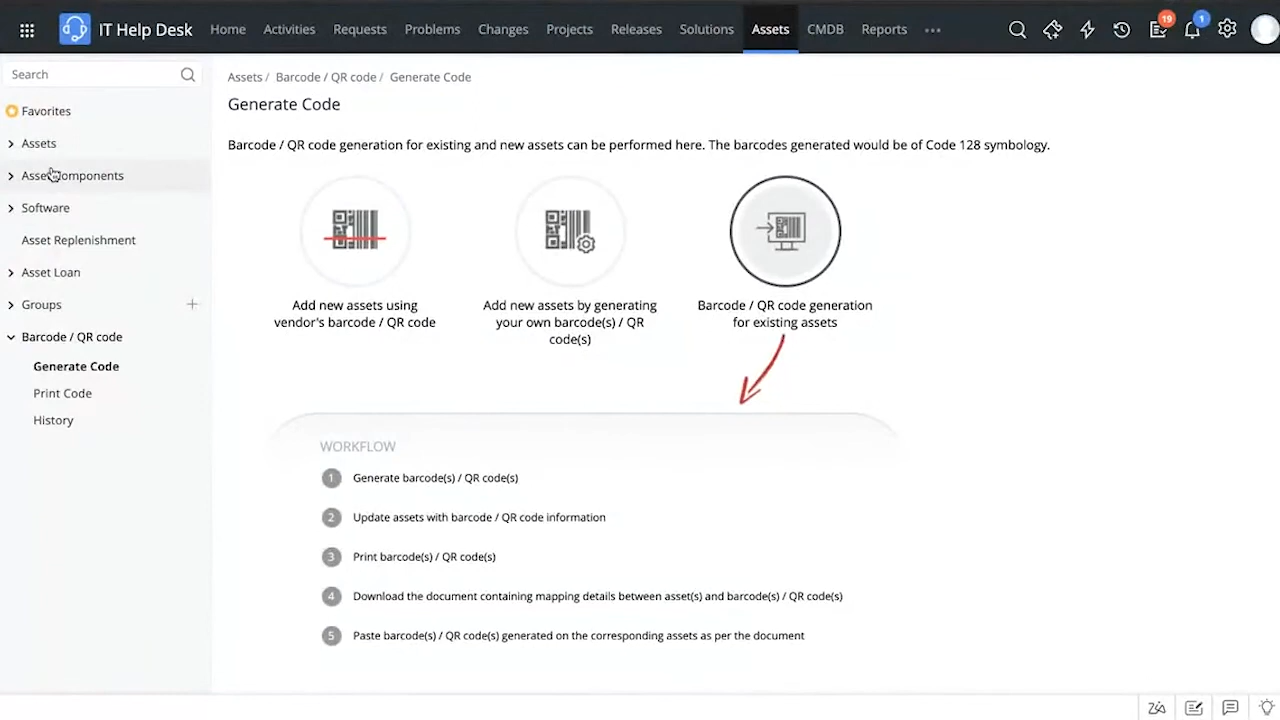 IT Help Desk Home Activities Requests Problems Changes Projects Releases Solutions Assets CMDB Reports 19 1
Search
Favorites
Assets
Asset Components
Software
Asset Replenishment
Asset Loan
Groups
Barcode / QR code
Generate Code
Print Code
History
Assets / Barcode / QR code / Generate Code
Generate Code
Barcode / QR code generation for existing and new assets can be performed here. The barcodes generated would be of Code 128 symbology.
Add new assets using
vendor's barcode / QR code
Add new assets by generating
your own barcode(s) / QR
code(s)
Barcode / QR code generation
for existing assets
WORKFLOW
1 Generate barcode(s) / QR code(s)
2 Update assets with barcode / QR code information
3 Print barcode(s) / QR code(s)
4 Download the document containing mapping details between asset(s) and barcode(s) / QR code(s)
5 Paste barcode(s) / QR code(s) generated on the corresponding assets as per the document